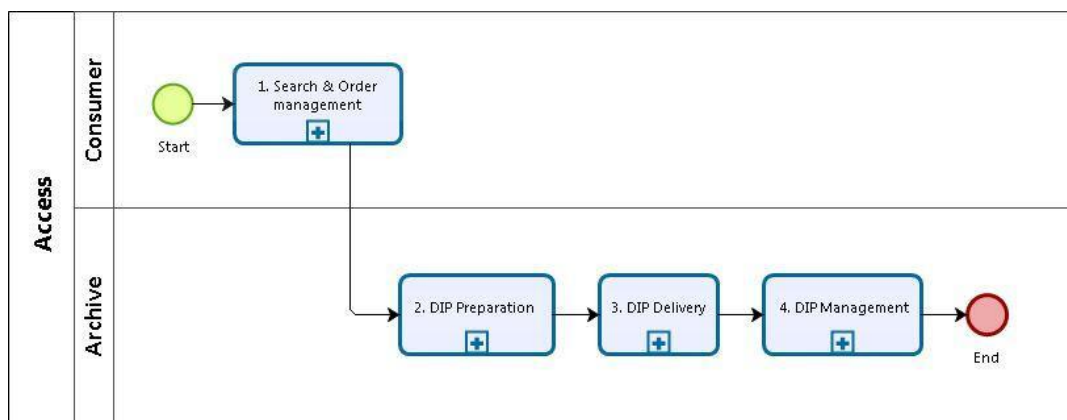 Access
Consumer
Start
1. Search & Order
management
Archive
2. DIP Preparation
3. DIP Delivery
4. DIP Management
End